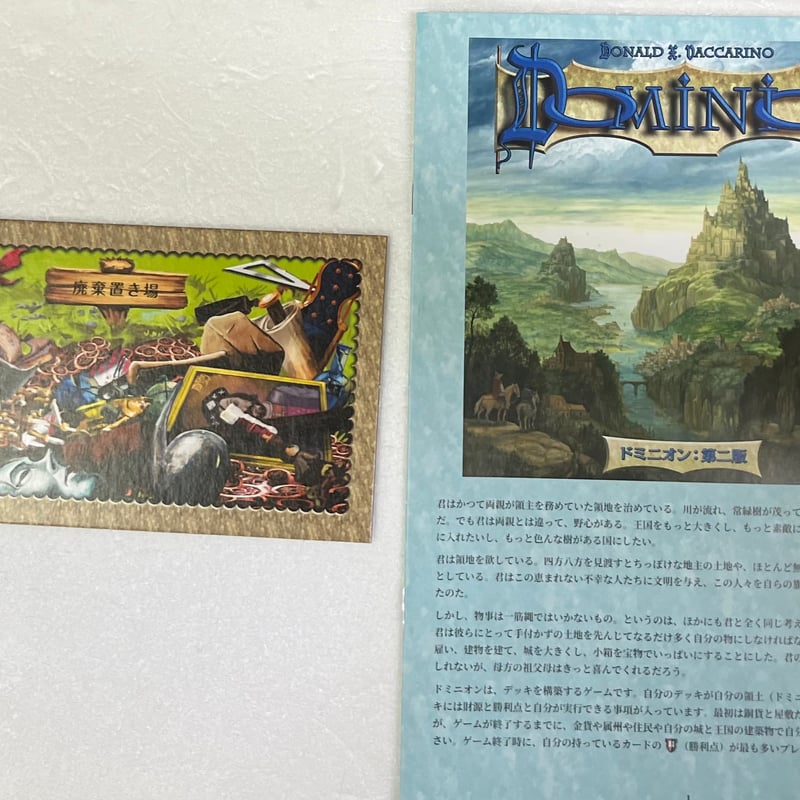 廃棄置き場
DONALD X. VACCARINO
DOMINI
ドミニオン：第二版
君はかつて両親が領主を務めていた領地を治めている。川が流れ、常緑樹が茂って
だ。でも君は両親とは違って、野心がある。王国をもっと大きくし、もっと素敵に
に入れたいし、もっと色んな樹がある国にしたい。
君は領地を欲している。四方八方を見渡すとちっぽけな地主の土地や、ほとんど無
としている。君はこの恵まれない不幸な人たちに文明を与え、この人々を自らの旗
たのだ。
しかし、物事は一筋縄ではいかないもの。というのは、ほかにも君と全く同じ考え
君は彼らにとって手付かずの土地を先んじてなるだけ多く自分の物にしなければな
雇い、建物を建て、城を大きくし、小箱を宝物でいっぱいにすることにした。君の
しれないが、母方の祖父母はきっと喜んでくれるだろう。
ドミニオンは、デッキを構築するゲームです。自分のデッキが自分の領土（ドミニ
キには財源と勝利点と自分が実行できる事項が入っています。最初は銅貨と屋敷だ
が、ゲームが終了するまでに、金貨や属州や住民や自分の城と王国の建築物で自分
さい。ゲーム終了時に、自分の持っているカードの （勝利点）が最も多いプレ
1